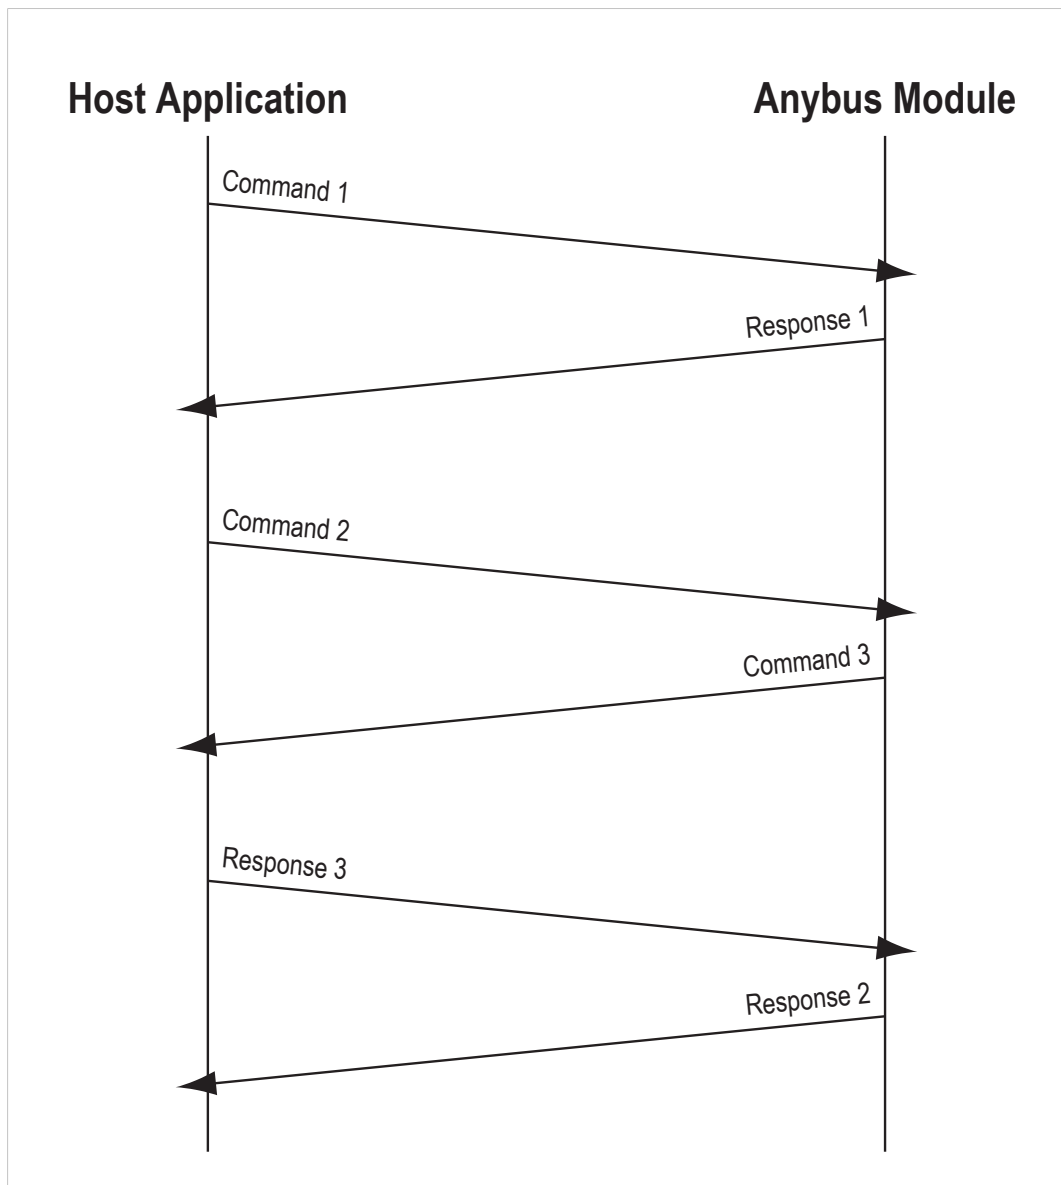 Host Application
Anybus Module
Command 1
Response 1
Command 2
Command 3
Response 3
Response 2